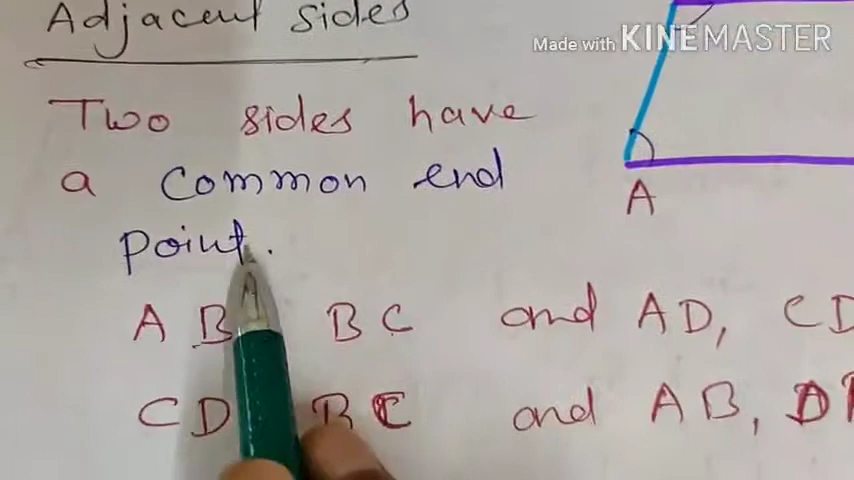 Adjacent sides
Made with KINEMASTER
Two sides have
a common end
point.
A
AB BC and AD, CD
CD BC and AB,